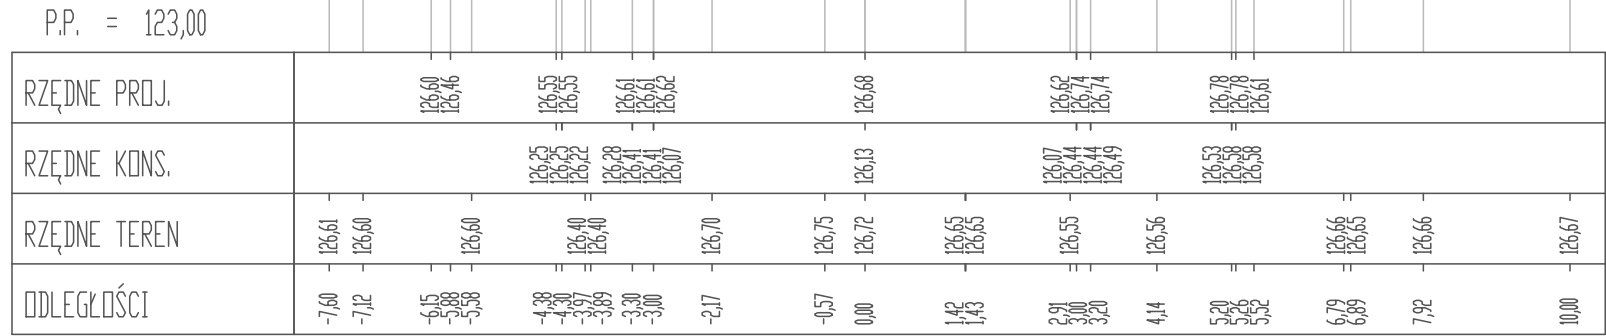 P.P. = 123,00
RZĘDNE PROJ. 126,60 126,46 126,55 126,55 126,61 126,61 126,62 126,68 126,62 126,74 126,74 126,78 126,78 126,61
RZĘDNE KONS. 126,25 126,25 126,22 126,28 126,41 126,41 126,07 126,13 126,07 126,44 126,44 126,49 126,53 126,58 126,58
RZĘDNE TEREN 126,61 126,60 126,60 126,40 126,40 126,70 126,75 126,72 126,65 126,65 126,55 126,56 126,66 126,65 126,66 126,67
ODLEGŁOŚCI -7,60 -7,12 -6,15 -5,88 -5,58 -4,38 -4,30 -3,97 -3,89 -3,30 -3,00 -2,17 -0,57 0,00 1,42 1,43 2,91 3,00 3,20 4,14 5,20 5,26 5,52 6,79 6,89 7,92 10,00